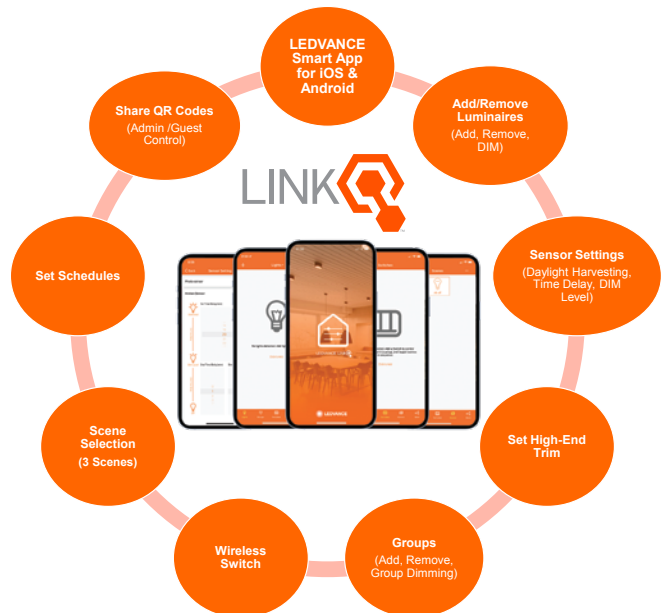 LEDVANCE
Smart App
for iOS &
Android
Share QR Codes
(Admin /Guest
Control)
Add/Remove
Luminaires
(Add, Remove,
DIM)
LINK
Set Schedules
Sensor Settings
(Daylight Harvesting,
Time Delay, DIM
Level)
LEDVANCE
Scene
Selection
(3 Scenes)
Set High-End
Trim
Wireless
Switch
Groups
(Add, Remove,
Group Dimming)